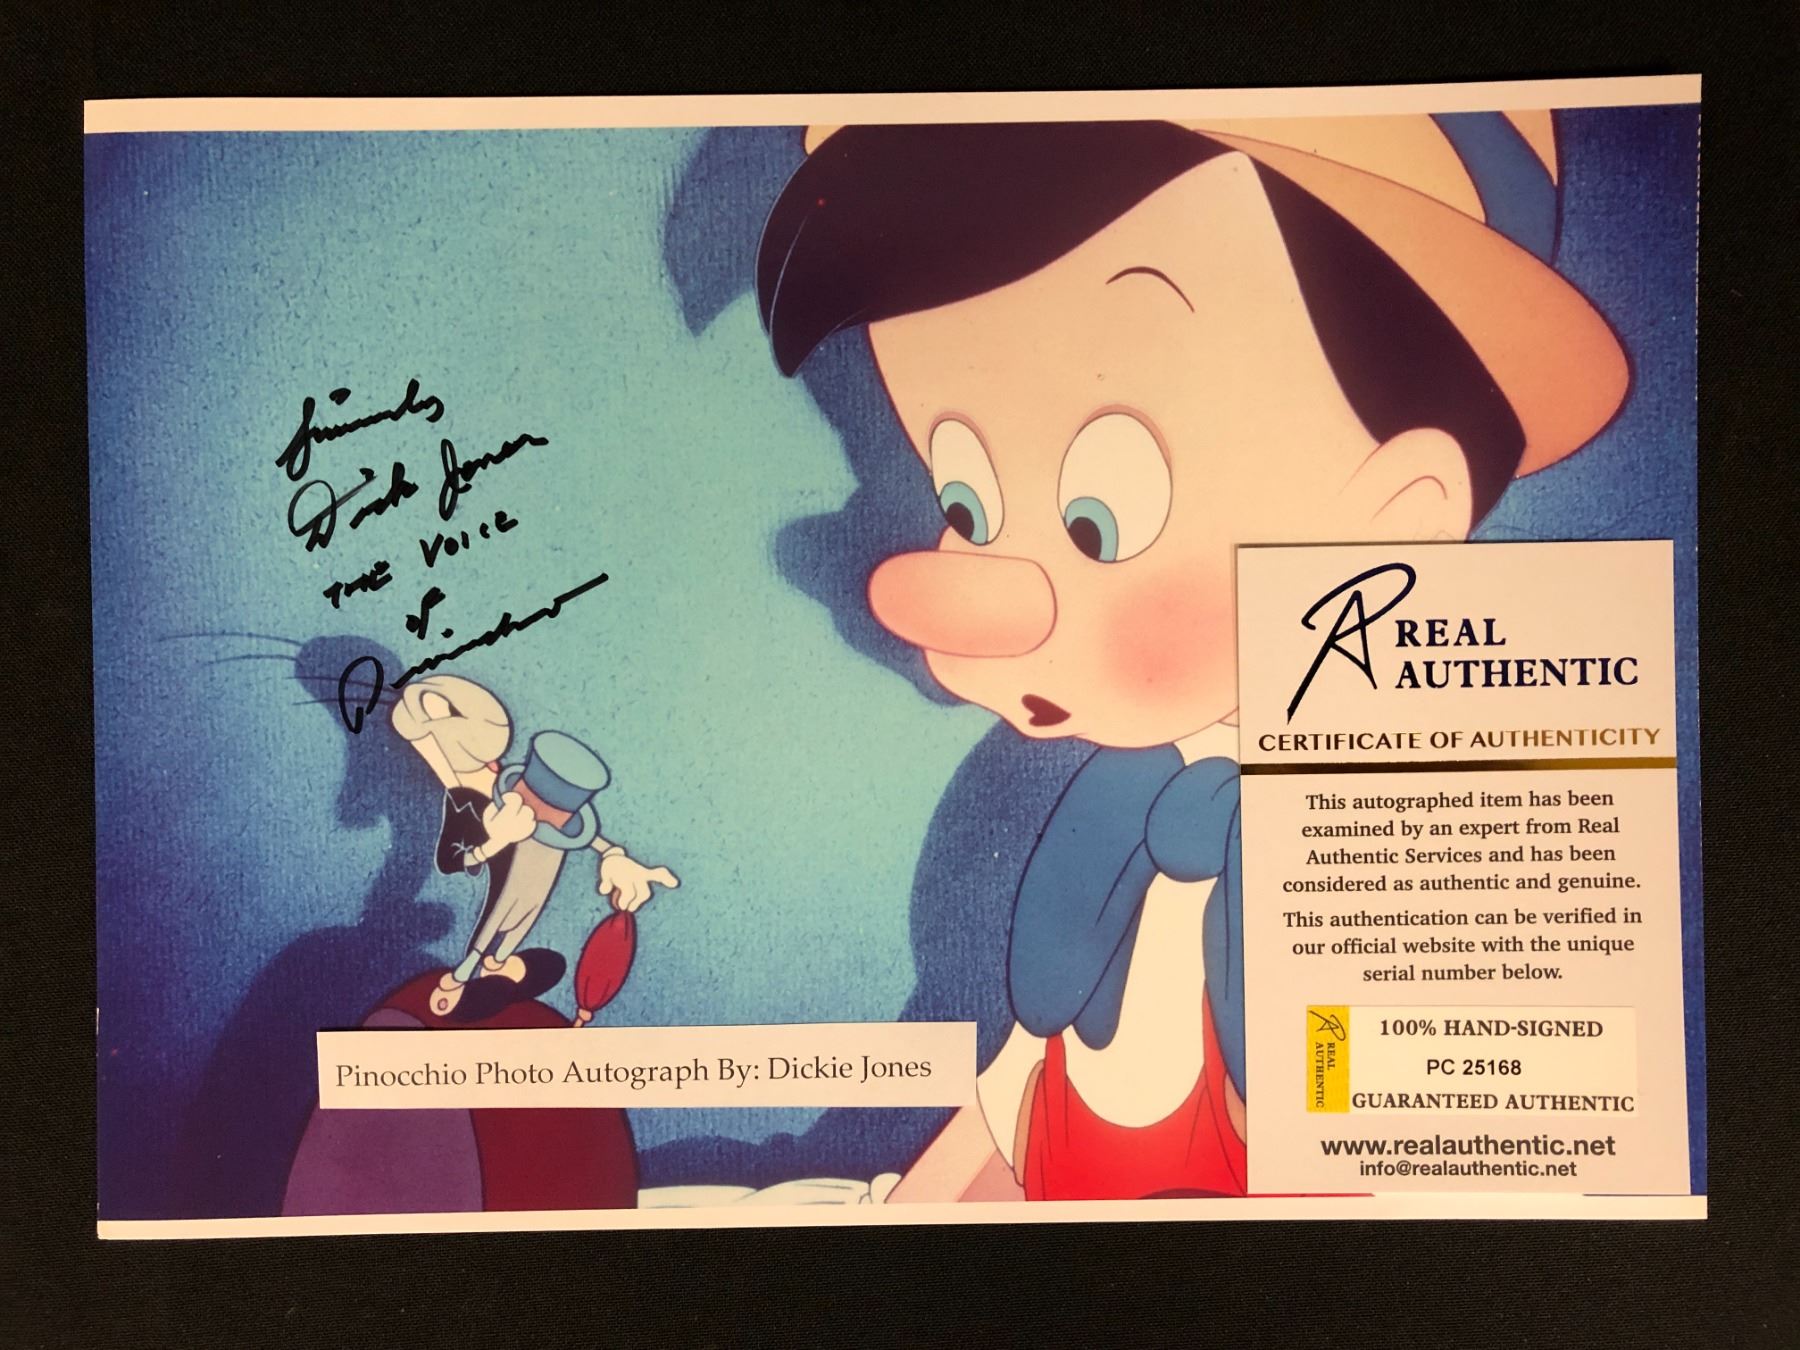 Sincerely
Dick Jones
THE VOICE
OF
Pinocchio
Pinocchio Photo Autograph By: Dickie Jones
REAL
AUTHENTIC
CERTIFICATE OF AUTHENTICITY
This autographed item has been
examined by an expert from Real
Authentic Services and has been
considered as authentic and genuine.
This authentication can be verified in
our official website with the unique
serial number below.
REAL
AUTHENTIC
100% HAND-SIGNED
PC 25168
GUARANTEED AUTHENTIC
www.realauthentic.net
info@realauthentic.net